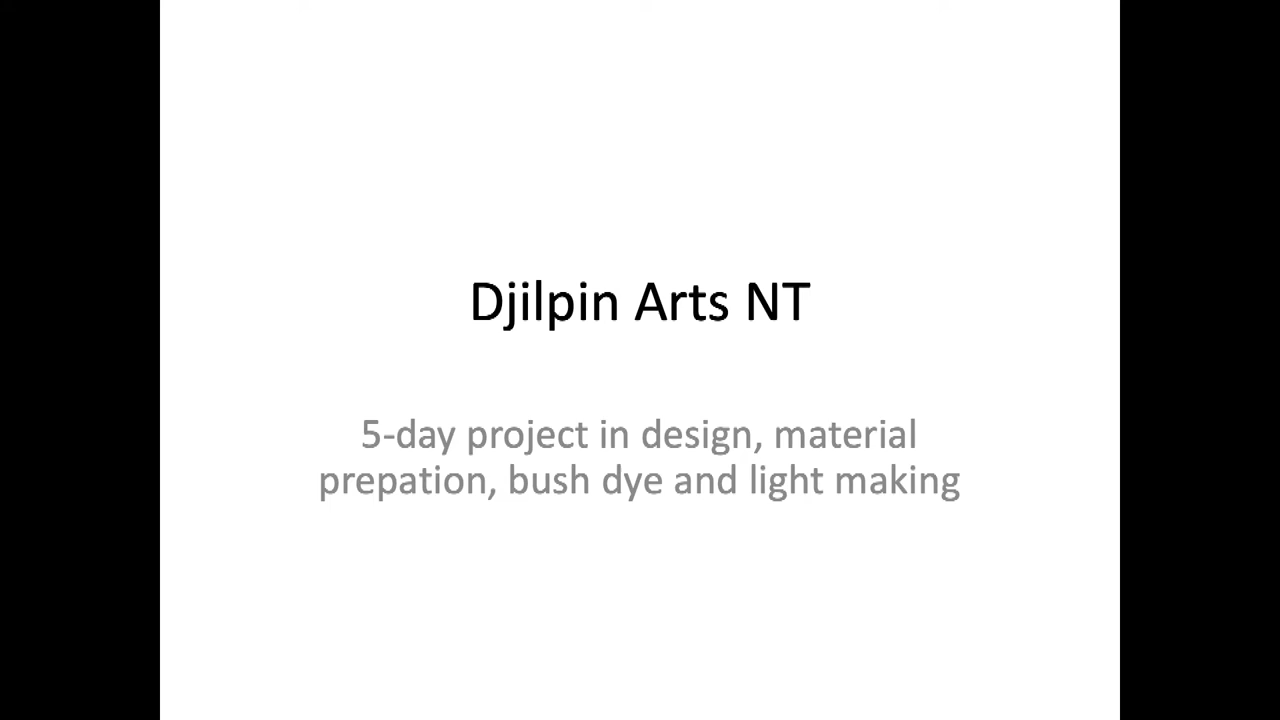 Djilpin Arts NT
5-day project in design, material
prepation, bush dye and light making